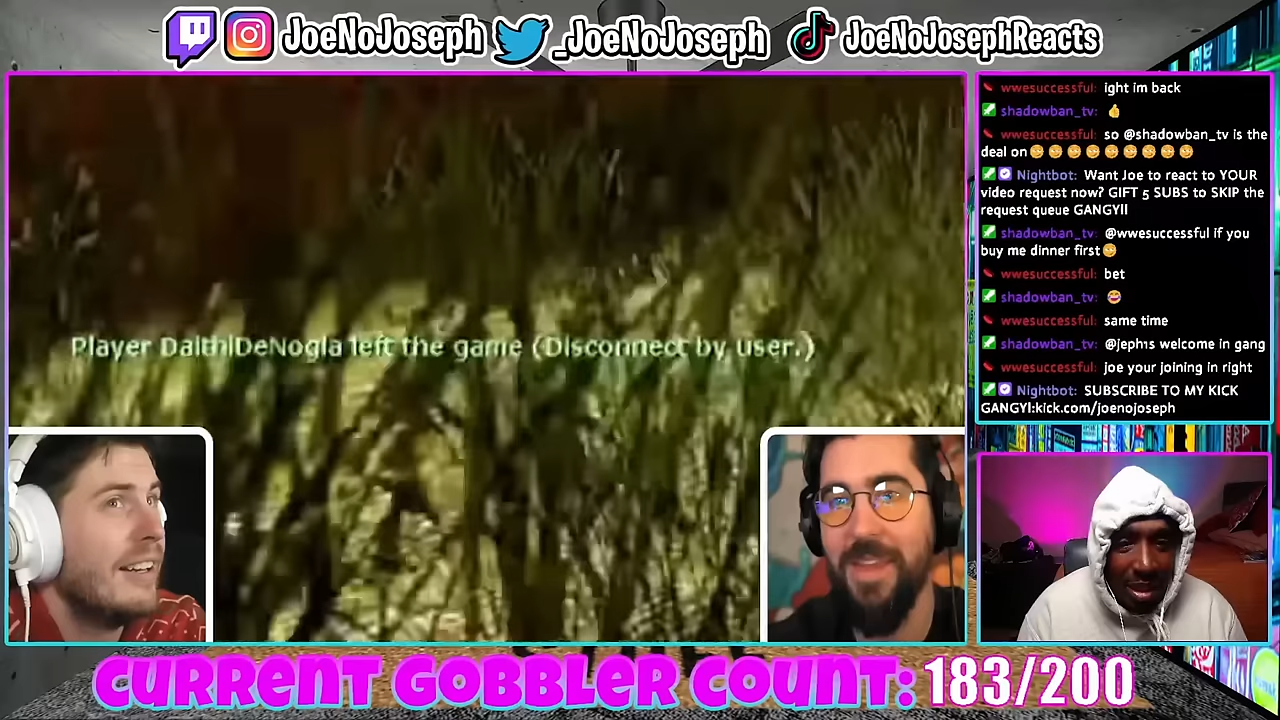 JoeNoJoseph _JoeNoJoseph JoeNoJosephReacts
Player DaithiDeNogla left the game (Disconnect by user.)
wwesuccessful: ight im back
shadowban_tv: 👍
wwesuccessful: so @shadowban_tv is the
deal on
Nightbot: Want Joe to react to YOUR
video request now? GIFT 5 SUBS to SKIP the
request queue GANGY!!
shadowban_tv: @wwesuccessful if you
buy me dinner first
wwesuccessful: bet
shadowban_tv: 😂
wwesuccessful: same time
shadowban_tv: @jeph1s welcome in gang
wwesuccessful: joe your joining in right
Nightbot: SUBSCRIBE TO MY KICK
GANGY!:kick.com/joenojoseph
CURRENT GOBBLER COUNT: 183/200